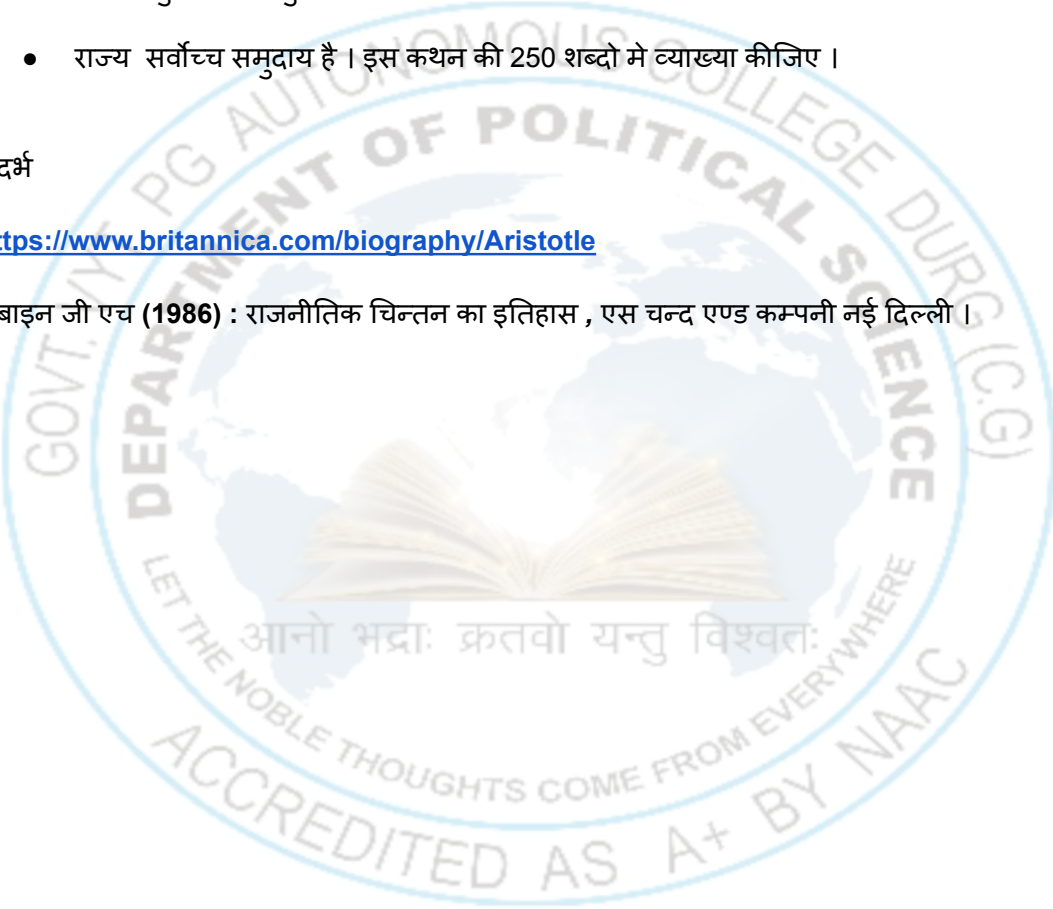 ● राज्य सर्वोच्च समुदाय है । इस कथन की 250 शब्दो मे व्याख्या कीजिए ।
दर्भ
ttps://www.britannica.com/biography/Aristotle
बाइन जी एच (1986) : राजनीतिक चिन्तन का इतिहास , एस चन्द एण्ड कम्पनी नई दिल्ली ।
GOVT. V.Y.T. PG AUTONOMOUS COLLEGE DURG (C.G)
DEPARTMENT OF POLITICAL SCIENCE
आनो भद्राः क्रतवो यन्तु विश्वतः
LET THE NOBLE THOUGHTS COME FROM EVERYWHERE
ACCREDITED AS A+ BY NAAC